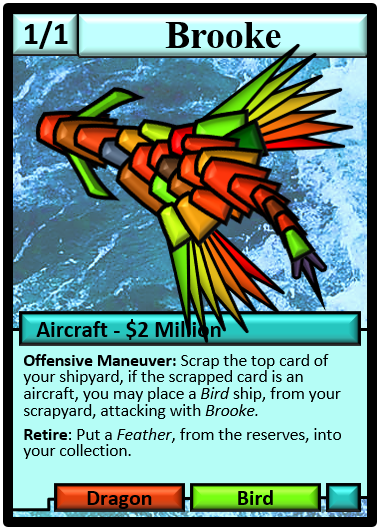 1/1 Brooke
Aircraft - $2 Million
Offensive Maneuver: Scrap the top card of
your shipyard, if the scrapped card is an
aircraft, you may place a Bird ship, from your
scrapyard, attacking with Brooke.
Retire: Put a Feather, from the reserves, into
your collection.
Dragon Bird